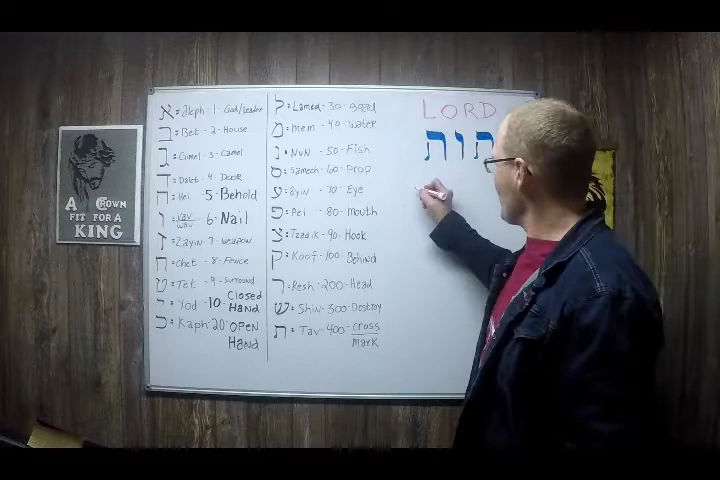 A CROWN
FIT FOR A
KING
א = aleph - 1 - God/Leader
ב = Bet - 2 - House
ג = Gimel - 3 - Camel
ד = Dalet - 4 - Door
ה = Hei 5 - Behold
ו = Vav/Wav 6 - Nail
ז = Zayin - 7 - Weapon
ח = Chet - 8 - Fence
ט = Tet - 9 - Surround
י = Yod - 10 - Closed
Hand
כ = Kaph - 20 - OPEN
Hand
ל = Lamed - 30 - goad
מ = mem - 40 - water
נ = NuN - 50 - Fish
ס = Samech - 60 - Prop
ע = ayin - 70 - Eye
פ = Pei - 80 - Mouth
צ = Tzadik - 90 - Hook
ק = Koof - 100 - Behind
ר = Resh - 200 - Head
ש = Shin - 300 - Destroy
ת = Tav - 400 - cross
mark
LORD
תות